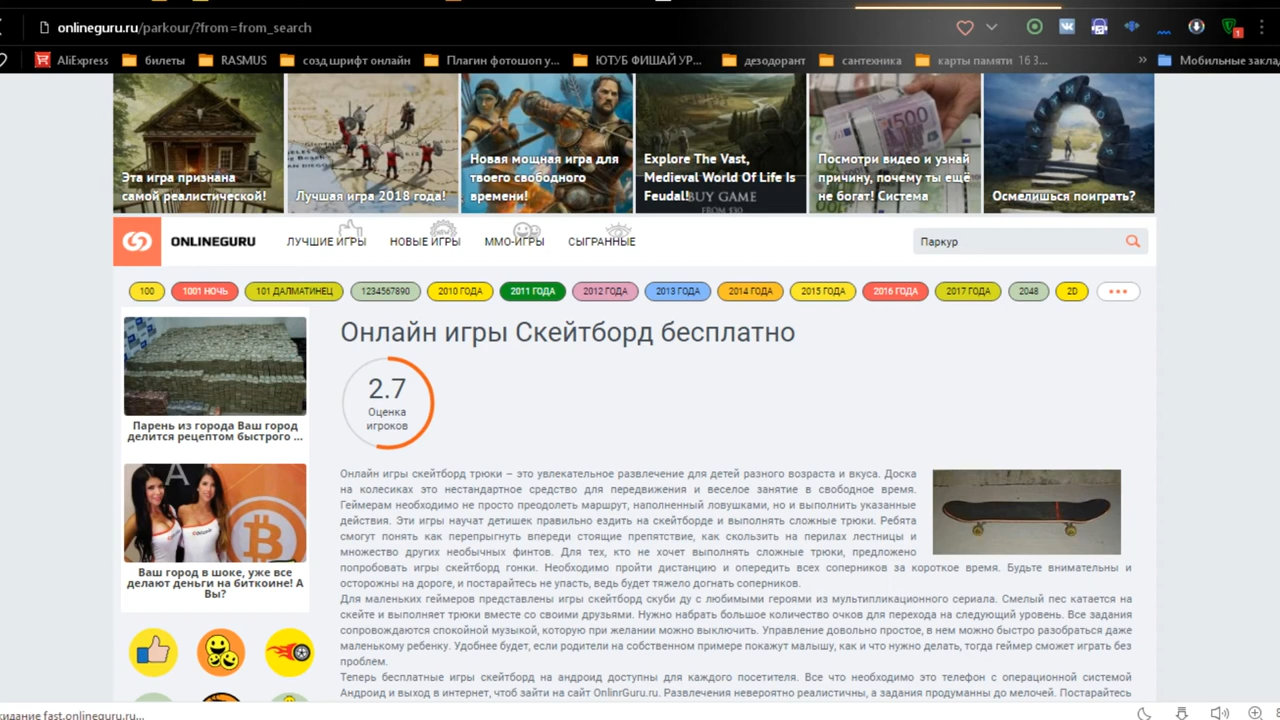 onlineguru.ru/parkour/?from=from_search
1
AliExpress билеты RASMUS созд шрифт онлайн Плагин фотошоп у... ЮТУБ ФИШАЙ УР... дезодорант сантехника карты памяти 16 З... » Мобильные заклад
Эта игра признана
самой реалистической!
Лучшая игра 2018 года!
Новая мощная игра для
твоего свободного
времени!
Explore The Vast,
Medieval World Of Life Is
Feudal!
BUY GAME
FROM $30
500
Посмотри видео и узнай
причину, почему ты ещё
не богат! Система
Осмелишься поиграть?
ONLINEGURU ЛУЧШИЕ ИГРЫ НОВЫЕ ИГРЫ ММО-ИГРЫ СЫГРАННЫЕ Паркур
100 1001 НОЧЬ 101 ДАЛМАТИНЕЦ 1234567890 2010 ГОДА 2011 ГОДА 2012 ГОДА 2013 ГОДА 2014 ГОДА 2015 ГОДА 2016 ГОДА 2017 ГОДА 2048 2D
Парень из города Ваш город
делится рецептом быстрого ...
Ваш город в шоке, уже все
делают деньги на биткоине! А
Вы?
Онлайн игры Скейтборд бесплатно
2.7
Оценка
игроков
Онлайн игры скейтборд трюки – это увлекательное развлечение для детей разного возраста и вкуса. Доска
на колесиках это нестандартное средство для передвижения и веселое занятие в свободное время.
Геймерам необходимо не просто преодолеть маршрут, наполненный ловушками, но и выполнить указанные
действия. Эти игры научат детишек правильно ездить на скейтборде и выполнять сложные трюки. Ребята
смогут понять как перепрыгнуть впереди стоящие препятствие, как скользить на перилах лестницы и
множество других необычных финтов. Для тех, кто не хочет выполнять сложные трюки, предложено
попробовать игры скейтборд гонки. Необходимо пройти дистанцию и опередить всех соперников за короткое время. Будьте внимательны и
осторожны на дороге, и постарайтесь не упасть, ведь будет тяжело догнать соперников.
Для маленьких геймеров представлены игры скейтборд скуби ду с любимыми героями из мультипликационного сериала. Смелый пес катается на
скейте и выполняет трюки вместе со своими друзьями. Нужно набрать большое количество очков для перехода на следующий уровень. Все задания
сопровождаются спокойной музыкой, которую при желании можно выключить. Управление довольно простое, в нем можно быстро разобраться даже
маленькому ребенку. Удобнее будет, если родители на собственном примере покажут малышу, как и что нужно делать, тогда геймер сможет играть без
проблем.
Теперь бесплатные игры скейтборд на андроид доступны для каждого посетителя. Все что необходимо это телефон с операционной системой
Андроид и выход в интернет, чтоб зайти на сайт OnlinrGuru.ru. Развлечения невероятно реалистичны, а задания продуманны до мелочей. Постарайтесь
кидание fast.onlineguru.ru...